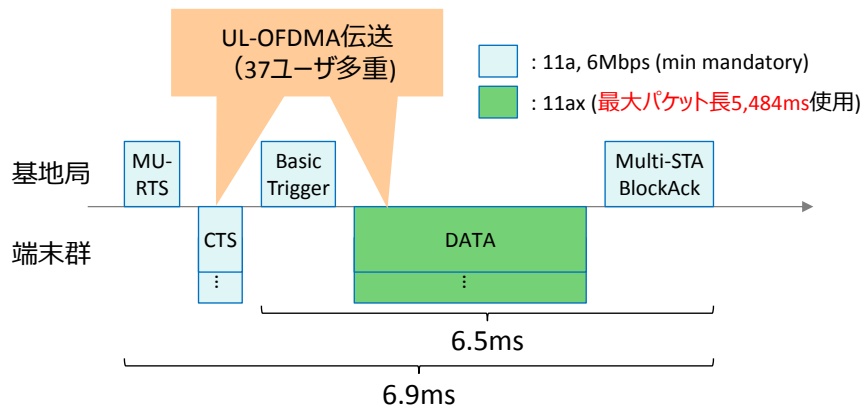 UL-OFDMA伝送
（37ユーザ多重)
: 11a, 6Mbps (min mandatory)
: 11ax (最大パケット長5,484ms使用)
基地局
MU-
RTS
Basic
Trigger
Multi-STA
BlockAck
端末群
CTS
...
DATA
...
6.5ms
6.9ms